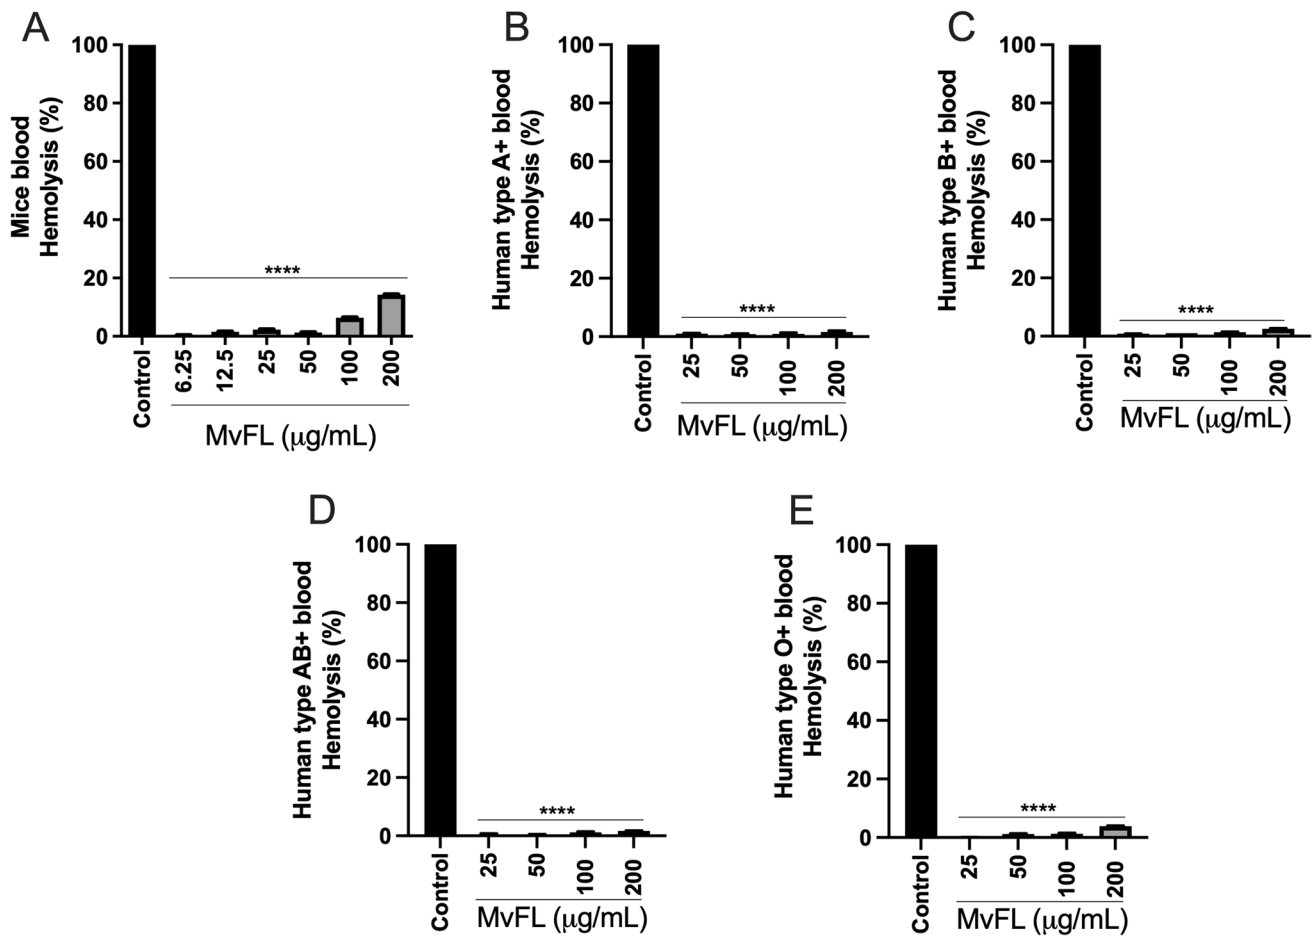 A
Mice blood
Hemolysis (%)
100
80
60
40
20
0
****
Control
6.25
12.5
25
50
100
200
MvFL (μg/mL)
B
Human type A+ blood
Hemolysis (%)
100
80
60
40
20
0
****
Control
25
50
100
200
MvFL (μg/mL)
C
Human type B+ blood
Hemolysis (%)
100
80
60
40
20
0
****
Control
25
50
100
200
MvFL (μg/mL)
D
Human type AB+ blood
Hemolysis (%)
100
80
60
40
20
0
****
Control
25
50
100
200
MvFL (μg/mL)
E
Human type O+ blood
Hemolysis (%)
100
80
60
40
20
0
****
Control
25
50
100
200
MvFL (μg/mL)